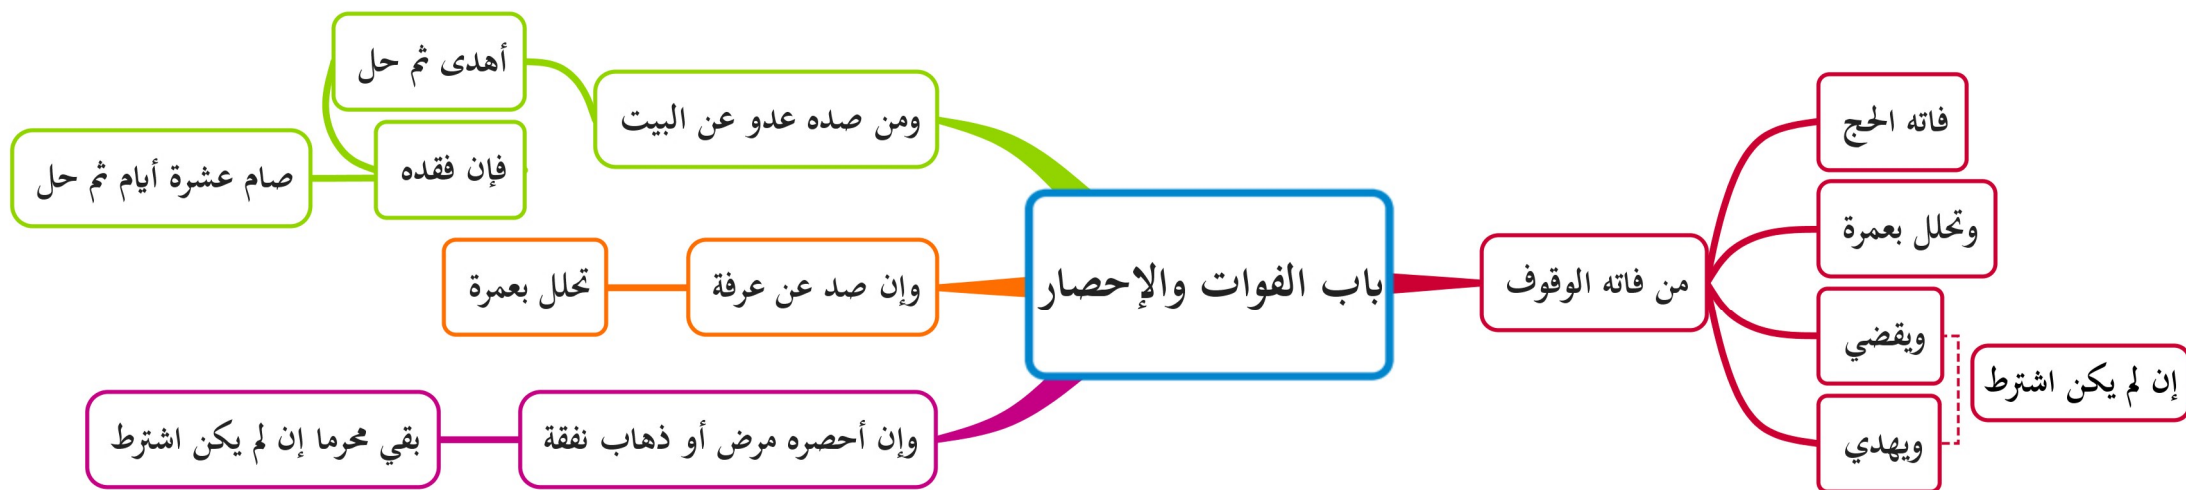 باب الفوات والإحصار
من فاته الوقوف
فاته الحج
وتحلل بعمرة
ويقضي
ويهدي
إن لم يكن اشترط
ومن صده عدو عن البيت
أهدى ثم حل
فإن فقده
صام عشرة أيام ثم حل
وإن صد عن عرفة
تحلل بعمرة
وإن أحصره مرض أو ذهاب نفقة
بقي محرما إن لم يكن اشترط